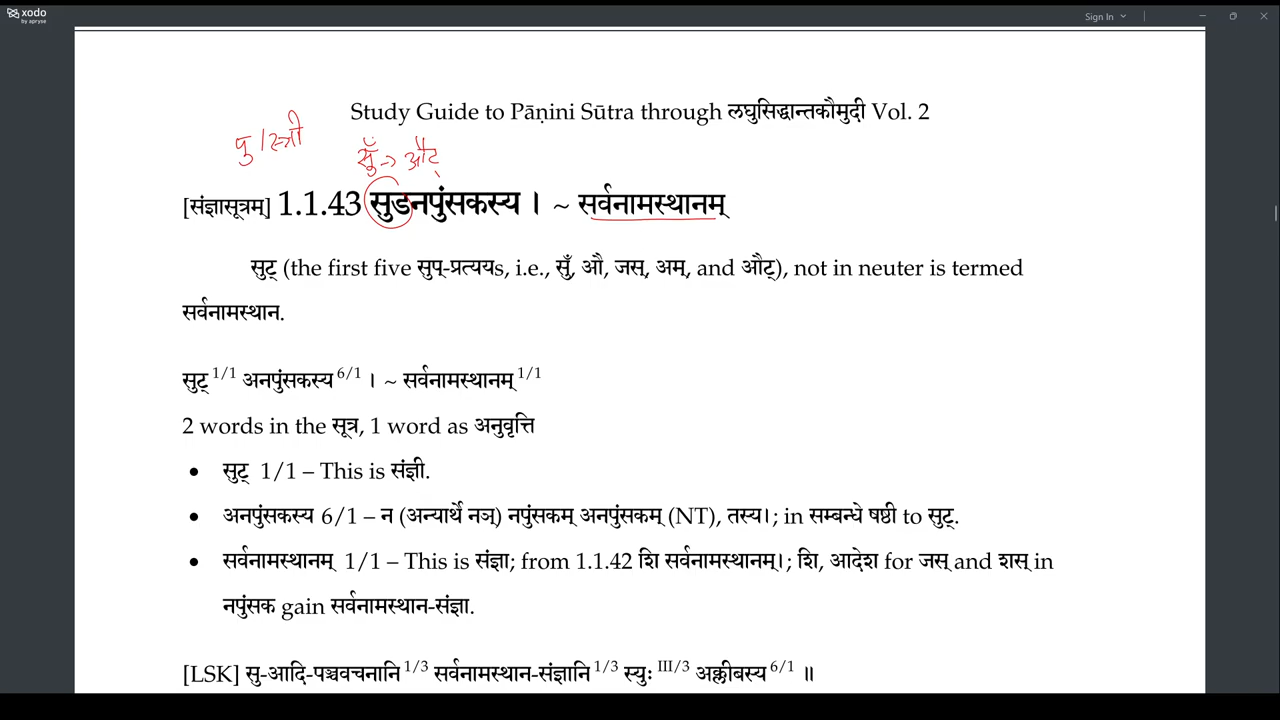 xodo
by apryse
Sign In
Study Guide to Pāṇini Sūtra through लघुसिद्धान्तकौमुदी Vol. 2
पु / स्त्री
सुँ -> औट्
[संज्ञासूत्रम्] 1.1.43 सुडनपुंसकस्य । ~ सर्वनामस्थानम्
सुट् (the first five सुप्-प्रत्ययs, i.e., सुँ, औ, जस्, अम्, and औट्), not in neuter is termed
सर्वनामस्थान.
सुट् 1/1 अनपुंसकस्य 6/1 । ~ सर्वनामस्थानम् 1/1
2 words in the सूत्र, 1 word as अनुवृत्ति
• सुट् 1/1 – This is संज्ञी.
• अनपुंसकस्य 6/1 – न (अन्यार्थे नञ्) नपुंसकम् अनपुंसकम् (NT), तस्य।; in सम्बन्धे षष्ठी to सुट्.
• सर्वनामस्थानम् 1/1 – This is संज्ञा; from 1.1.42 शि सर्वनामस्थानम्।; शि, आदेश for जस् and शस् in
नपुंसक gain सर्वनामस्थान-संज्ञा.
[LSK] सु-आदि-पञ्चवचनानि 1/3 सर्वनामस्थान-संज्ञानि 1/3 स्युः III/3 अक्लीबस्य 6/1 ॥